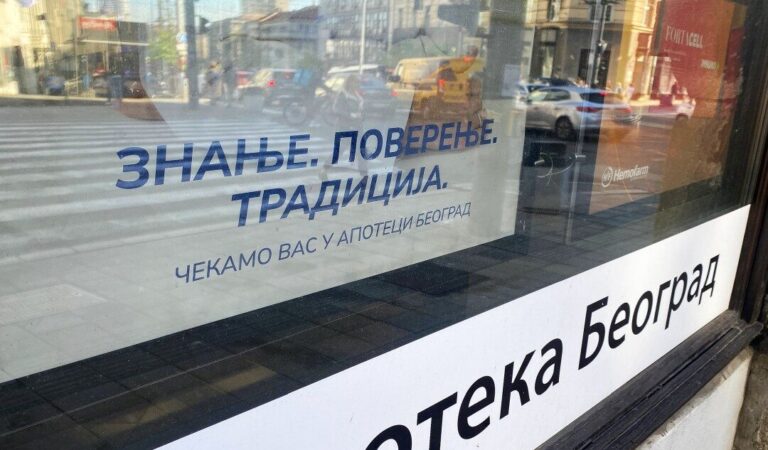 ЗНАЊЕ. ПОВЕРЕЊЕ.
ТРАДИЦИЈА.
ЧЕКАМО ВАС У АПОТЕЦИ БЕОГРАД
Hemofarm
отека Београд